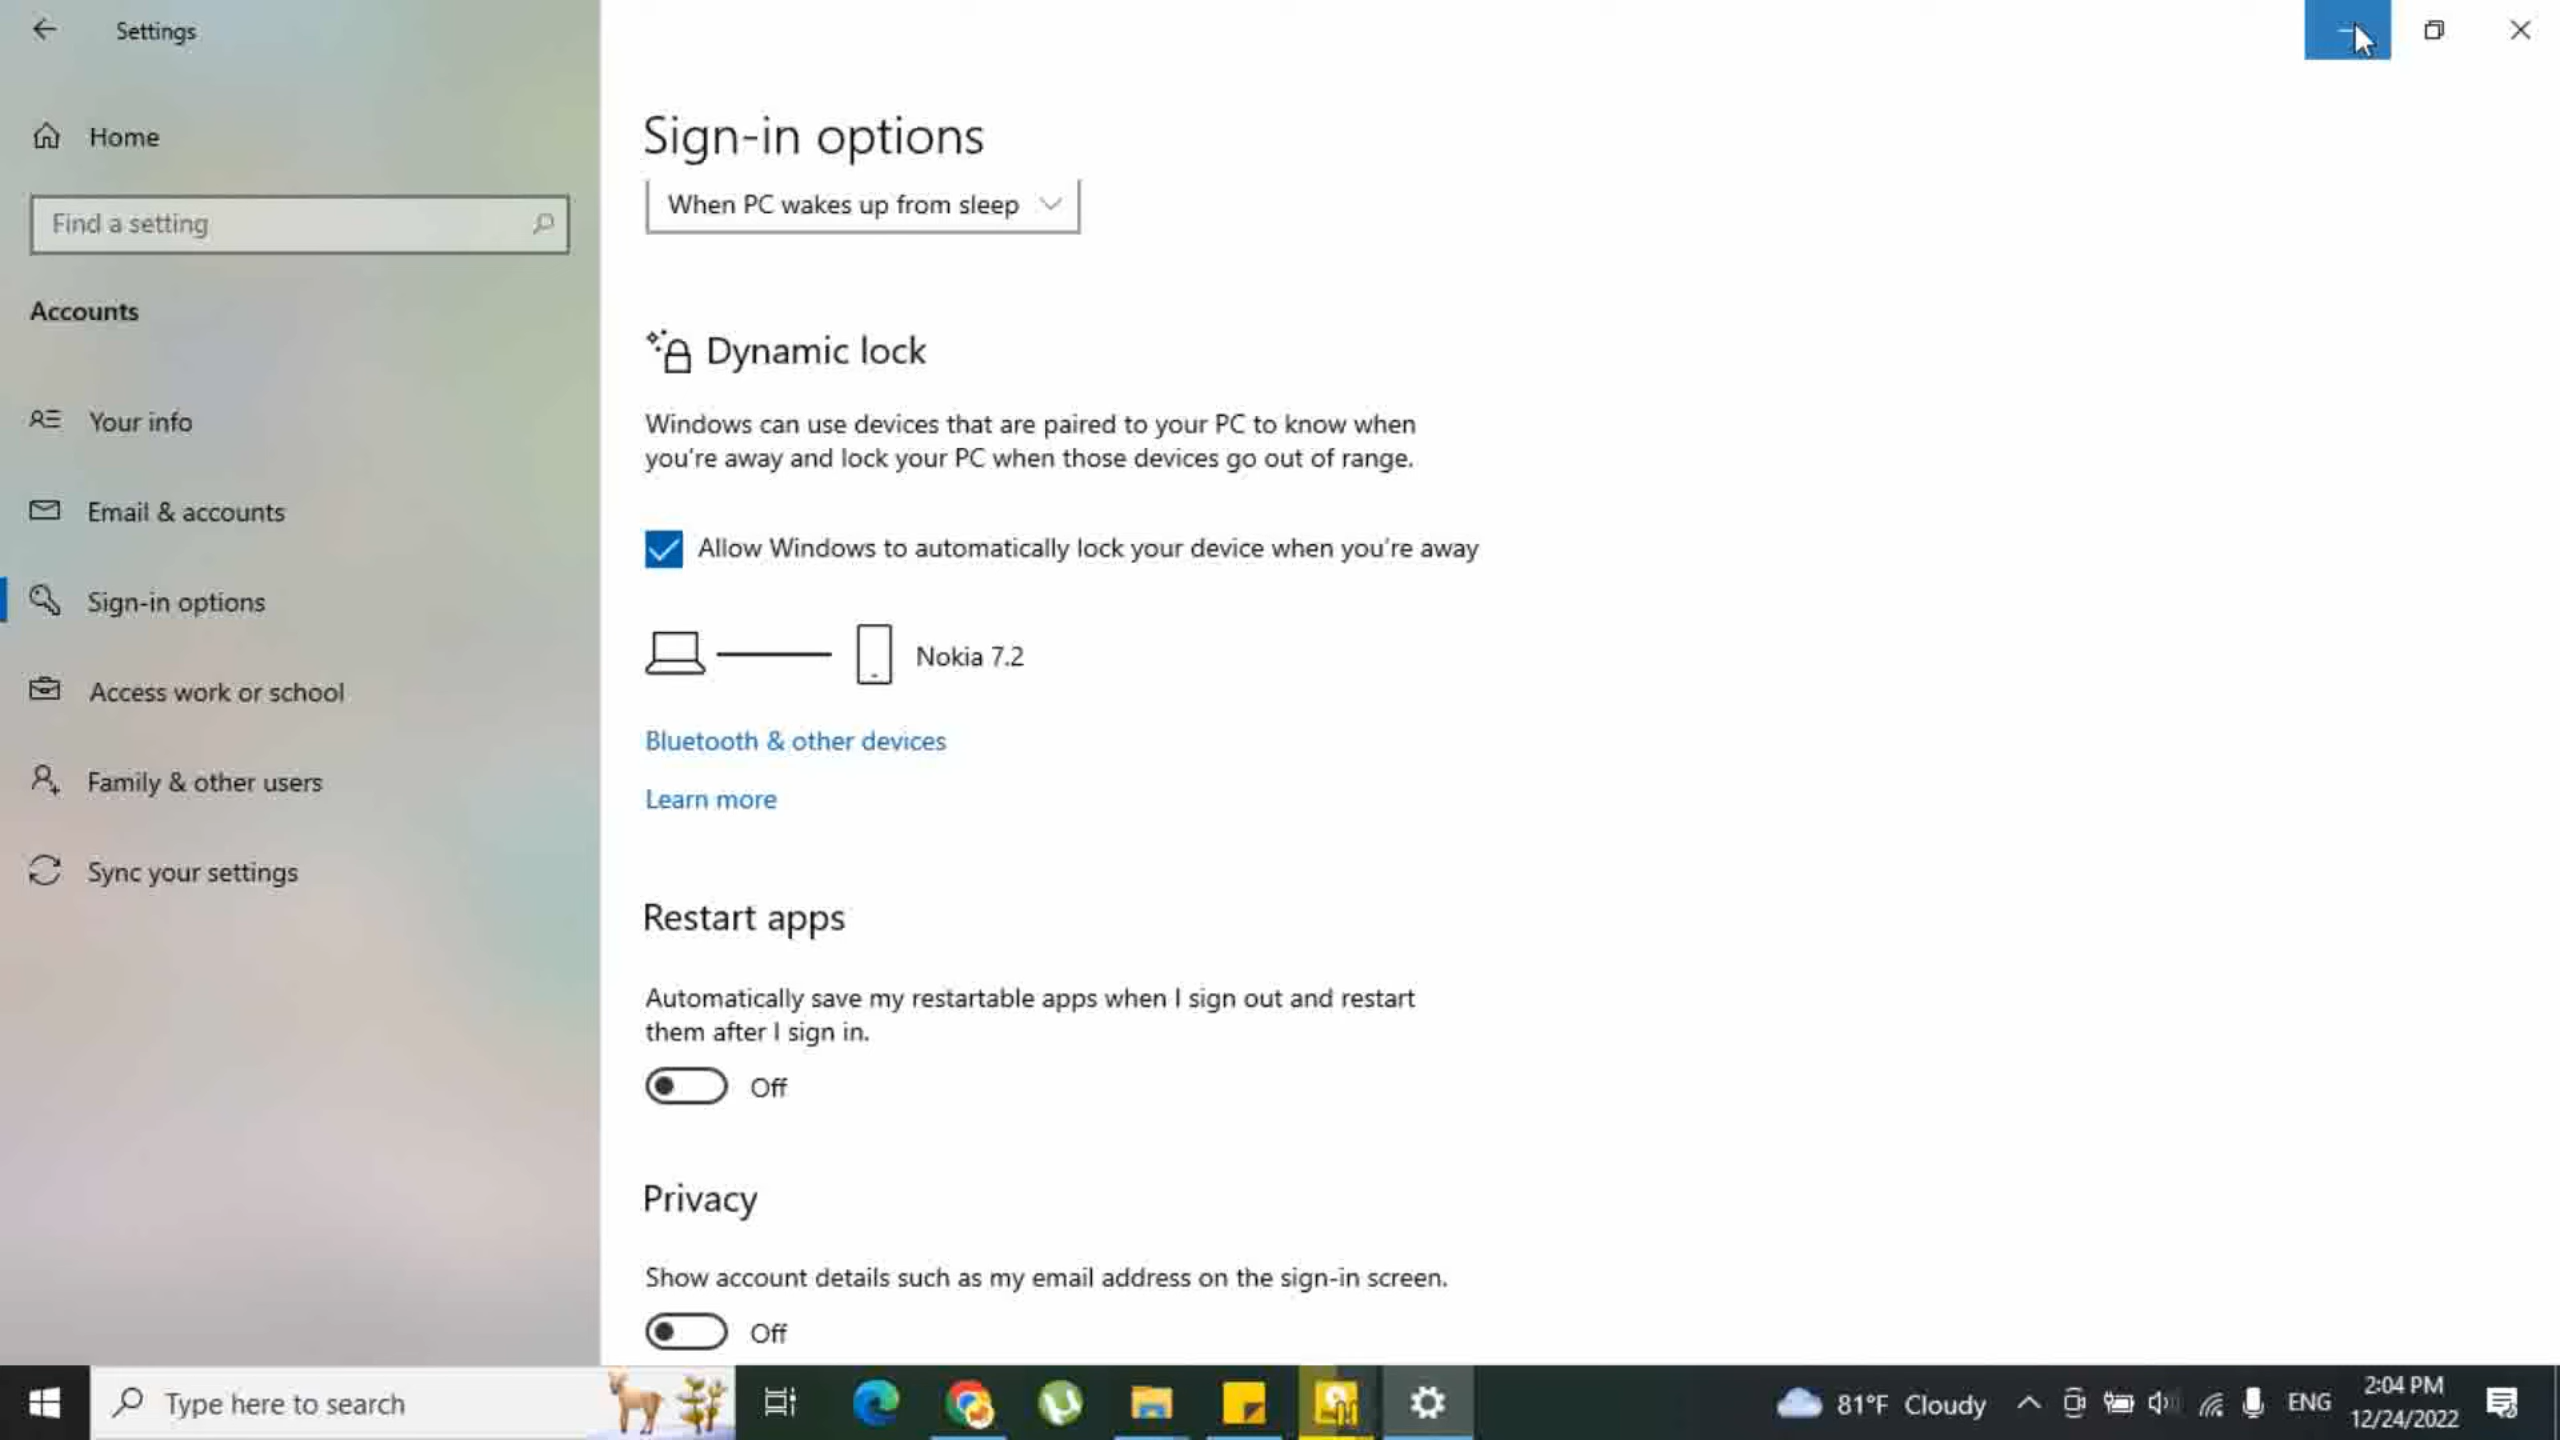 Settings
Home
Find a setting
Accounts
Your info
Email & accounts
Sign-in options
Access work or school
Family & other users
Sync your settings
Sign-in options
When PC wakes up from sleep
Dynamic lock
Windows can use devices that are paired to your PC to know when
you're away and lock your PC when those devices go out of range.
Allow Windows to automatically lock your device when you're away
Nokia 7.2
Bluetooth & other devices
Learn more
Restart apps
Automatically save my restartable apps when I sign out and restart
them after I sign in.
Off
Privacy
Show account details such as my email address on the sign-in screen.
Off
Type here to search
81°F Cloudy
ENG
2:04 PM
12/24/2022